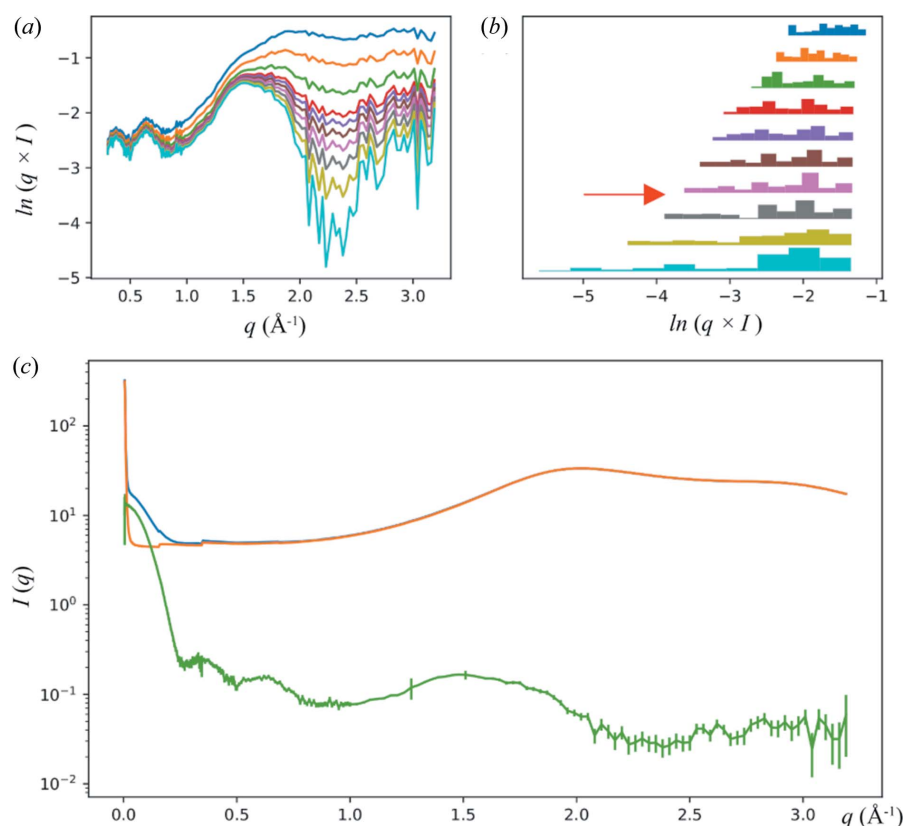 (a)
(b)
−1
−2
−3
−4
−5
ln (q × I)
0.5 1.0 1.5 2.0 2.5 3.0
q (Å-1)
−5 −4 −3 −2 −1
ln (q × I)
(c)
10²
10¹
10⁰
10⁻¹
10⁻²
I (q)
0.0 0.5 1.0 1.5 2.0 2.5 3.0
q (Å-1)